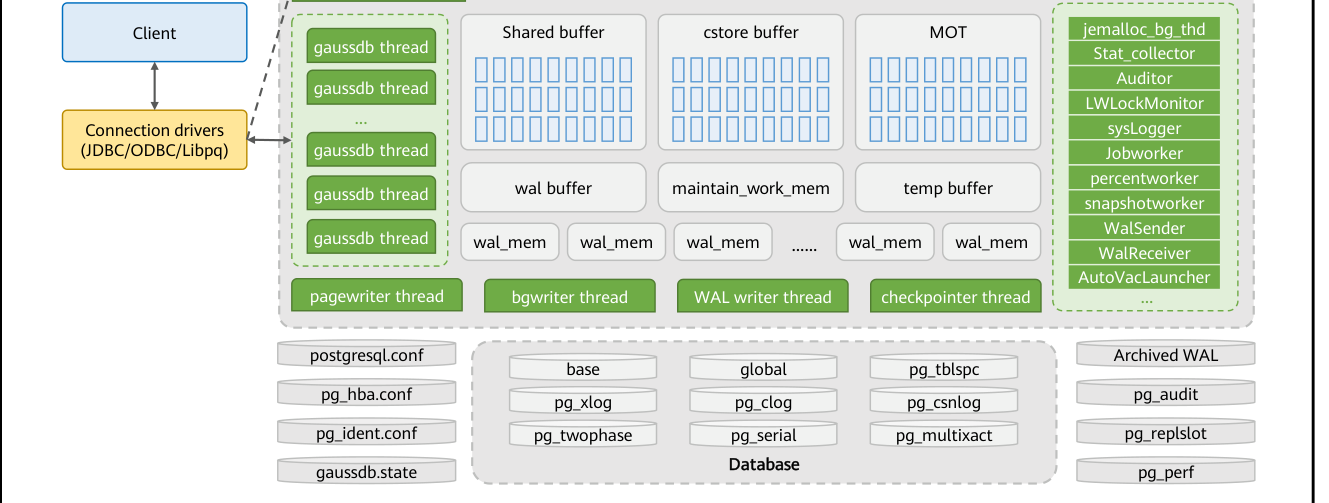 Client
Connection drivers
(JDBC/ODBC/Libpq)
gaussdb thread
gaussdb thread
...
gaussdb thread
gaussdb thread
gaussdb thread
Shared buffer
cstore buffer
MOT
wal buffer
maintain_work_mem
temp buffer
wal_mem
wal_mem
wal_mem
......
wal_mem
wal_mem
pagewriter thread
bgwriter thread
WAL writer thread
checkpointer thread
jemalloc_bg_thd
Stat_collector
Auditor
LWLockMonitor
sysLogger
Jobworker
percentworker
snapshotworker
WalSender
WalReceiver
AutoVacLauncher
...
postgresql.conf
pg_hba.conf
pg_ident.conf
gaussdb.state
base
global
pg_tblspc
pg_xlog
pg_clog
pg_csnlog
pg_twophase
pg_serial
pg_multixact
Database
Archived WAL
pg_audit
pg_replslot
pg_perf